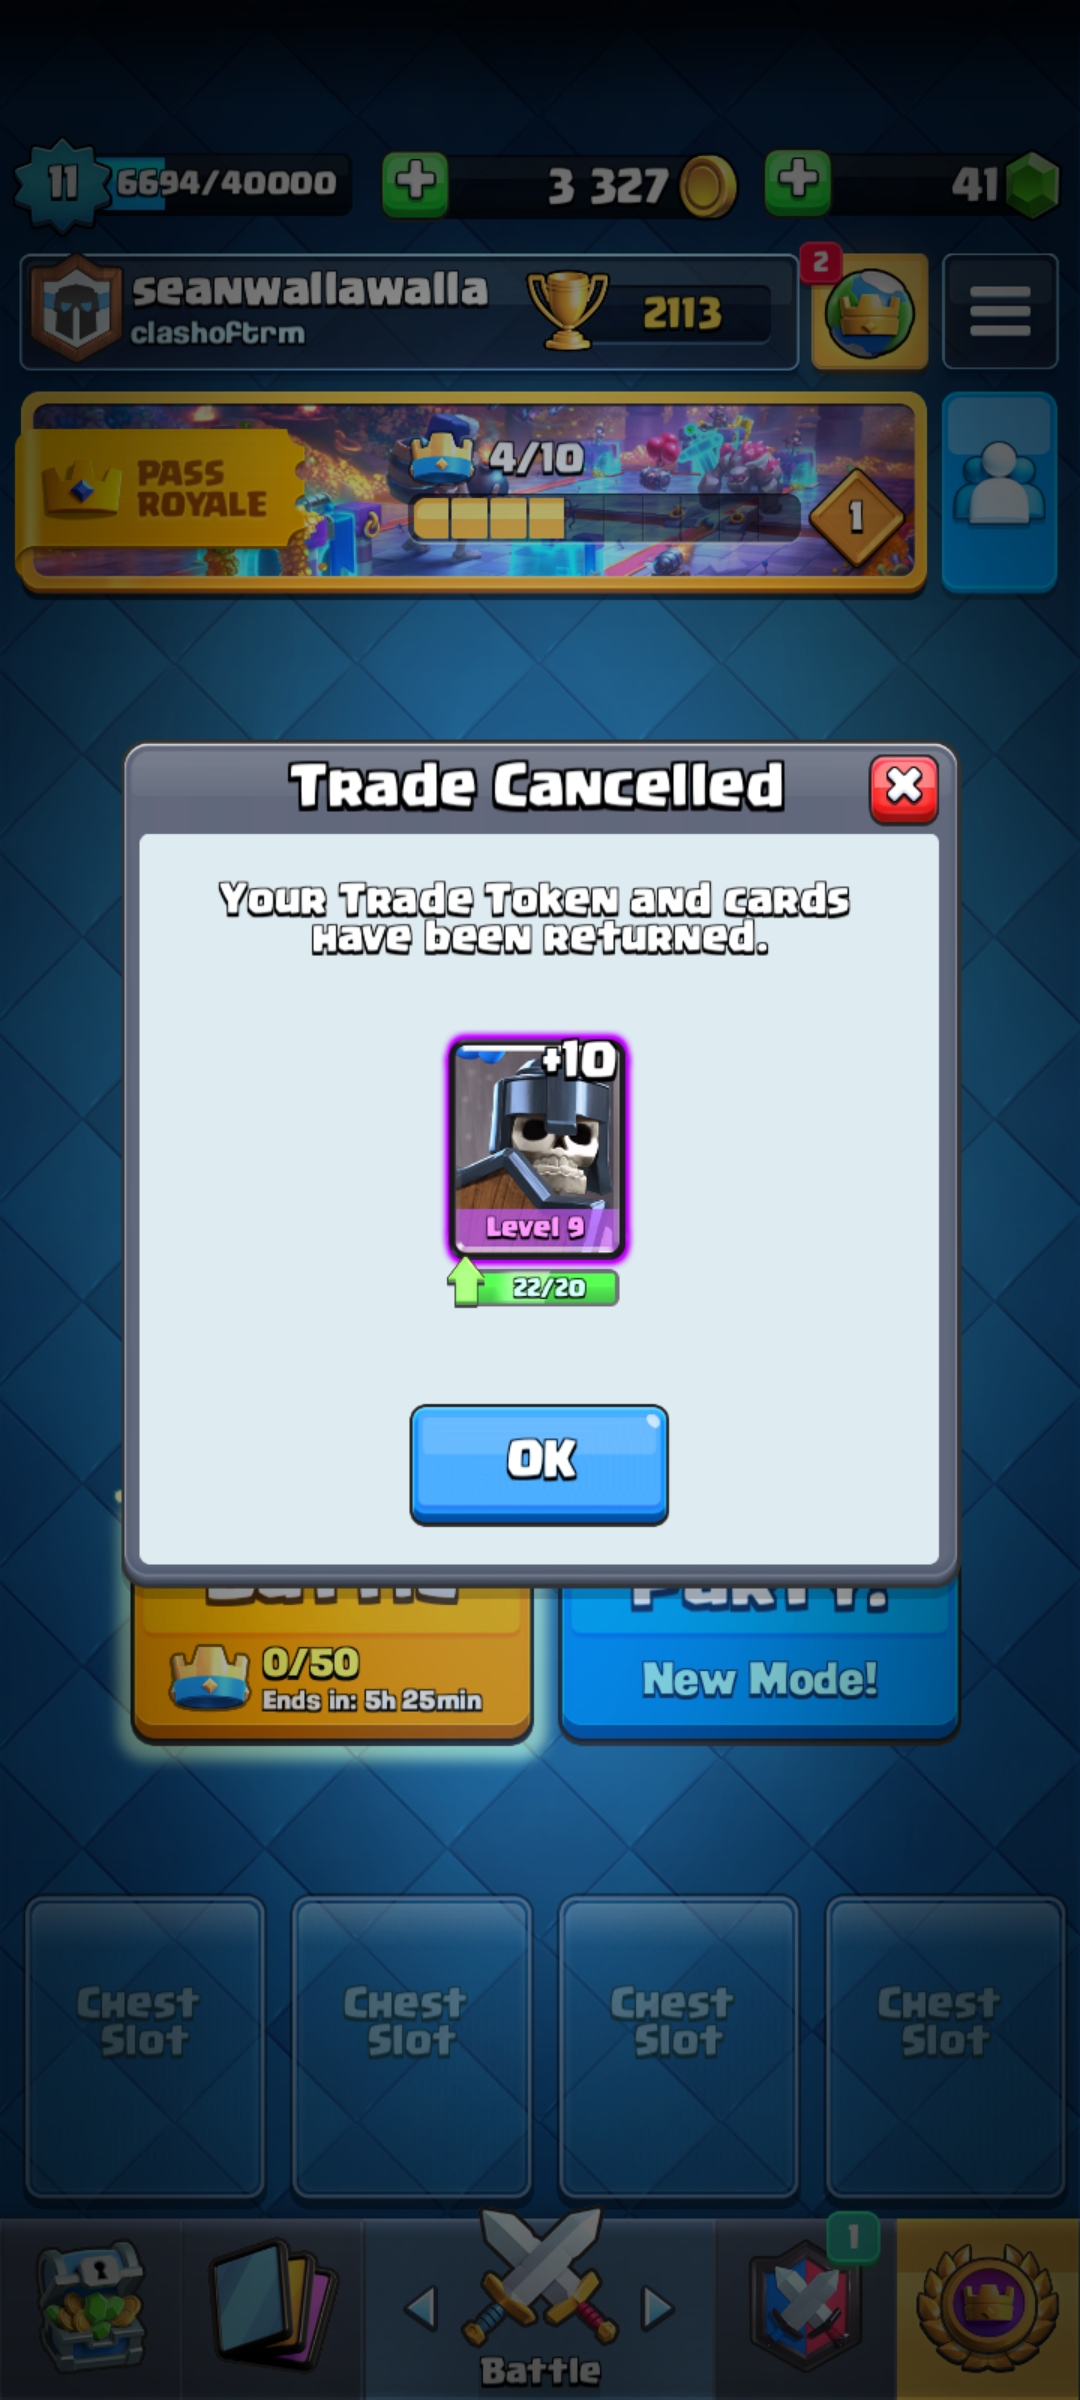 11
6694/40000
3 327
41
seanwallawalla
clashoftrm
2113
2
PASS
ROYALE
4/10
1
Trade Cancelled
Your Trade Token and cards
have been returned.
+10
Level 9
22/20
OK
0/50
Ends in: 5h 25min
New Mode!
Chest
Slot
Chest
Slot
Chest
Slot
Chest
Slot
1
Battle